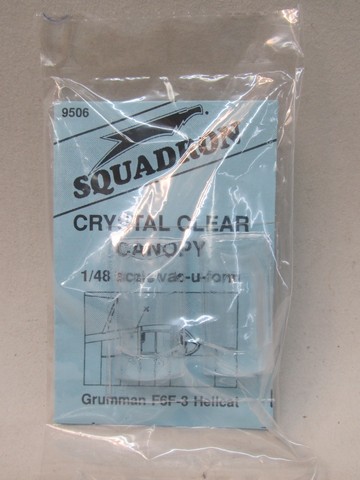 9506
SQUADRON
CRYSTAL CLEAR
CANOPY
1/48 scale vac-u-form
Grumman F6F-3 Hellcat